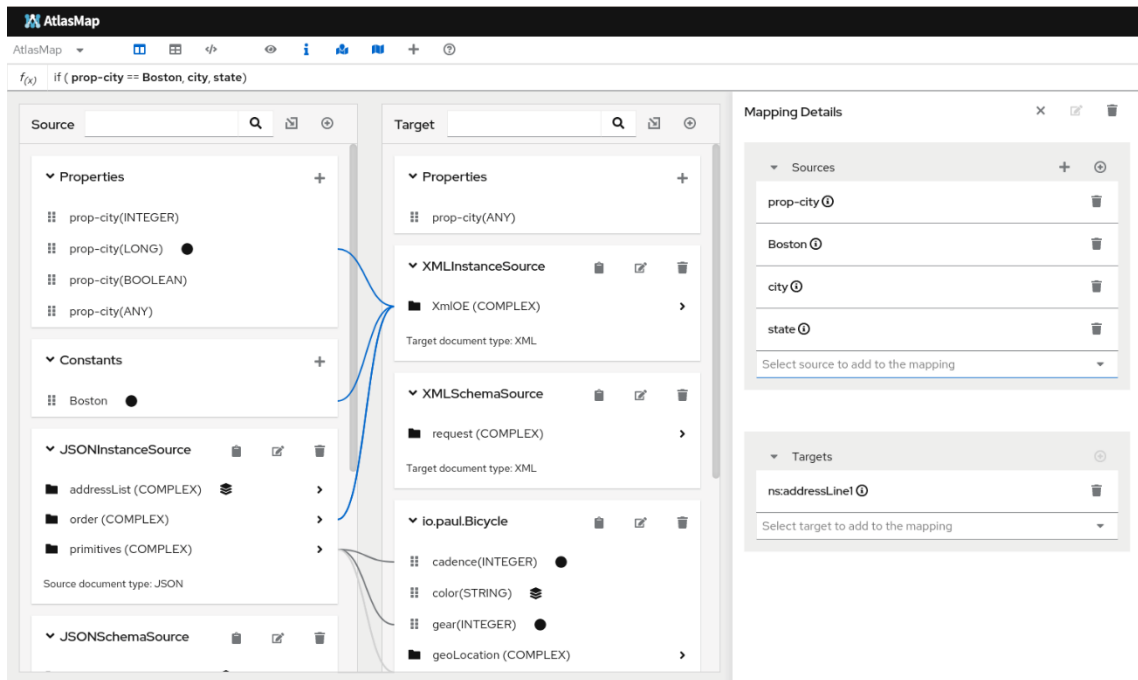 AtlasMap
AtlasMap
</>
f(x) if ( prop-city == Boston, city, state)
Source
Properties
prop-city(INTEGER)
prop-city(LONG)
prop-city(BOOLEAN)
prop-city(ANY)
Constants
Boston
JSONInstanceSource
addressList (COMPLEX)
order (COMPLEX)
primitives (COMPLEX)
Source document type: JSON
JSONSchemaSource
Target
Properties
prop-city(ANY)
XMLInstanceSource
XmlOE (COMPLEX)
Target document type: XML
XMLSchemaSource
request (COMPLEX)
Target document type: XML
io.paul.Bicycle
cadence(INTEGER)
color(STRING)
gear(INTEGER)
geoLocation (COMPLEX)
Mapping Details
Sources
prop-city
Boston
city
state
Select source to add to the mapping
Targets
ns:addressLine1
Select target to add to the mapping